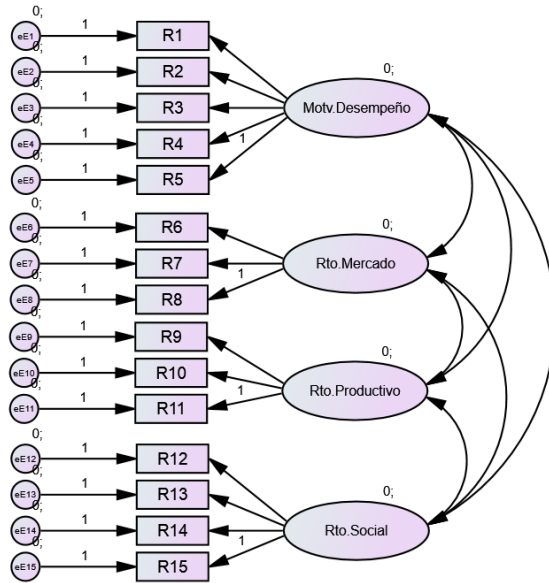 0;
eE1 1 R1
0;
eE2 1 R2
0;
0;
eE3 1 R3 Motv.Desempeño
0;
eE4 1 R4
0; 1
eE5 1 R5
0;
eE6 1 R6
0; 0;
eE7 1 R7 Rto.Mercado
0; 1
eE8 1 R8
0;
eE9 1 R9
0; 0;
eE10 1 R10 Rto.Productivo
0; 1
eE11 1 R11
0;
eE12 1 R12
0;
eE13 1 R13
0; 0;
eE14 1 R14 Rto.Social
0; 1
eE15 1 R15